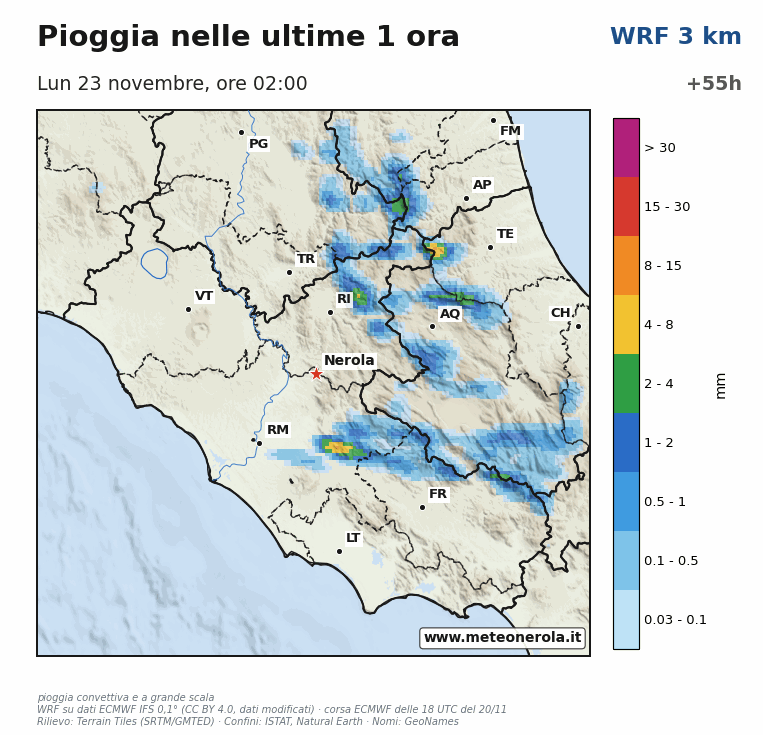 Pioggia nelle ultime 1 ora
WRF 3 km
Lun 23 novembre, ore 02:00
+55h
FM
PG
AP
TE
TR
VT
RI
AQ
CH
Nerola
RM
FR
LT
www.meteonerola.it
> 30
15 - 30
8 - 15
4 - 8
2 - 4
1 - 2
0.5 - 1
0.1 - 0.5
0.03 - 0.1
mm
pioggia convettiva e a grande scala
WRF su dati ECMWF IFS 0,1° (CC BY 4.0, dati modificati) · corsa ECMWF delle 18 UTC del 20/11
Rilievo: Terrain Tiles (SRTM/GMTED) · Confini: ISTAT, Natural Earth · Nomi: GeoNames